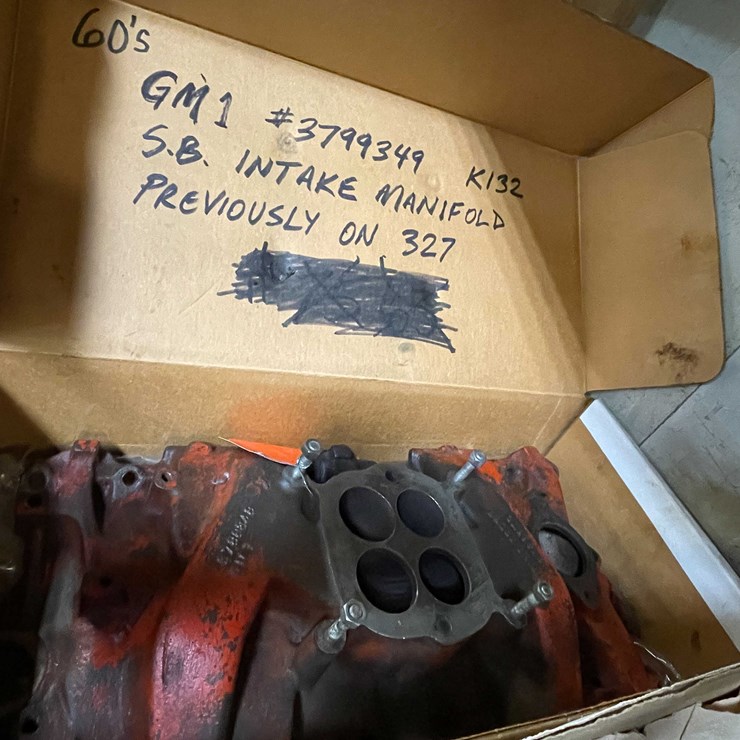 60's
GM1 #3799349 K132
S.B. INTAKE MANIFOLD
PREVIOUSLY ON 327